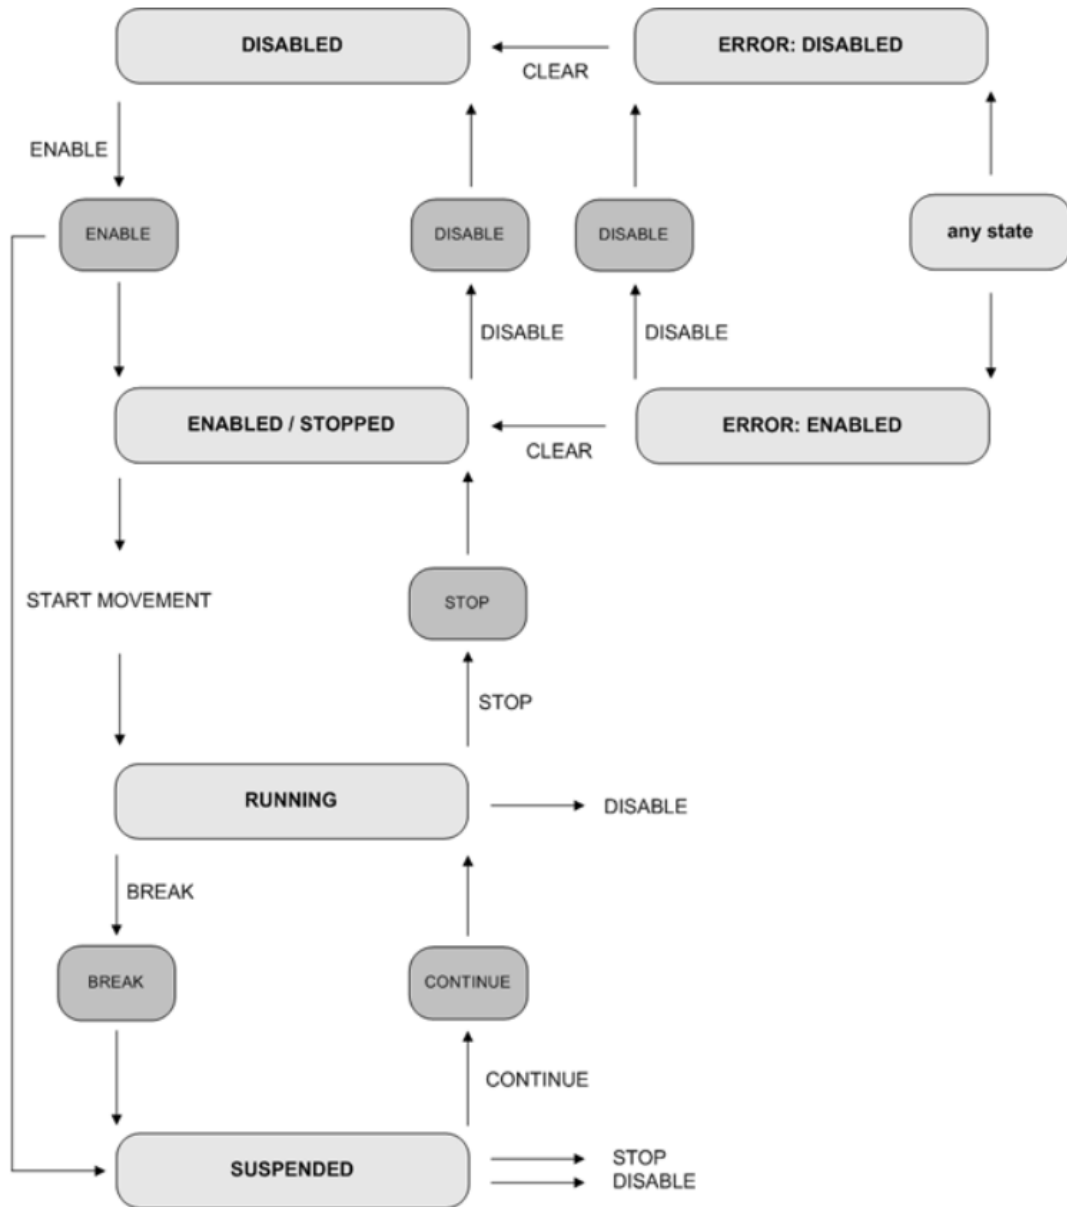 DISABLED
ERROR: DISABLED
CLEAR
ENABLE
ENABLE
DISABLE
DISABLE
any state
DISABLE
DISABLE
ENABLED / STOPPED
ERROR: ENABLED
CLEAR
START MOVEMENT
STOP
STOP
RUNNING
DISABLE
BREAK
BREAK
CONTINUE
CONTINUE
SUSPENDED
STOP
DISABLE